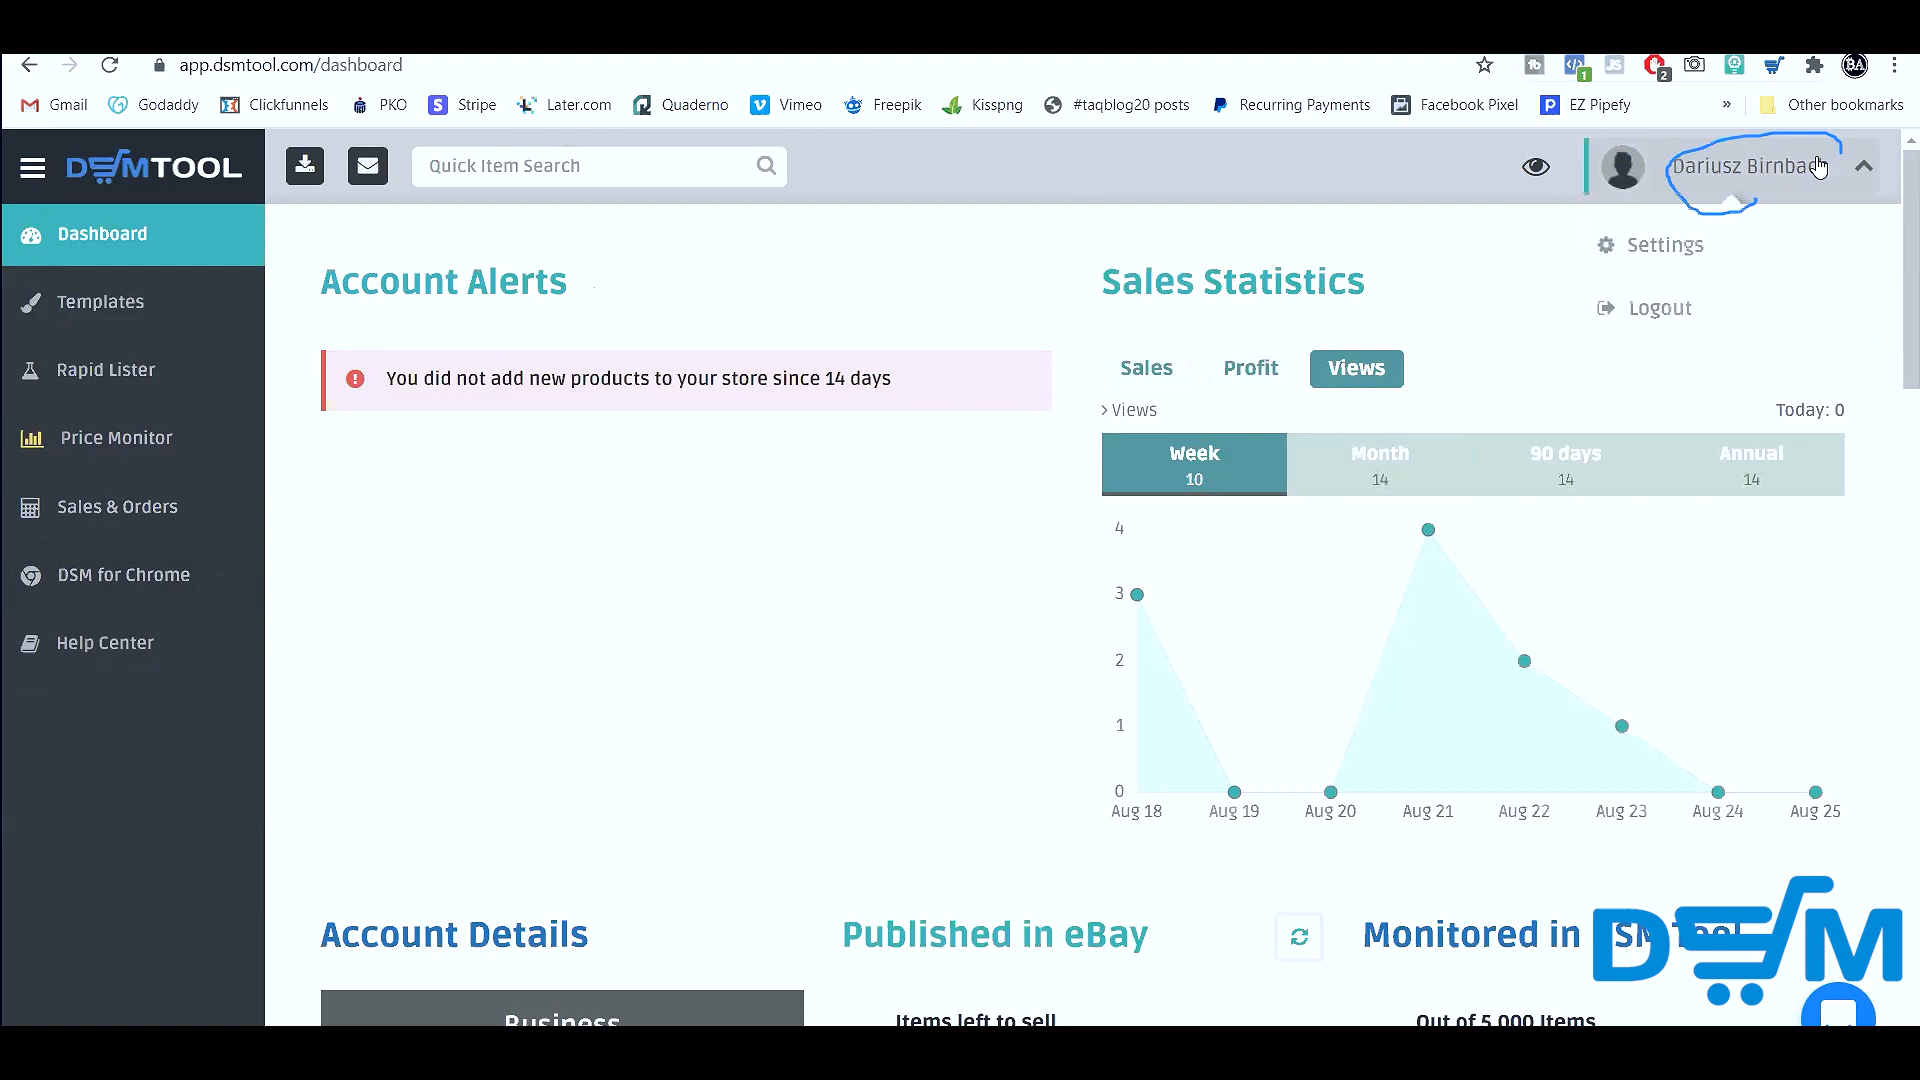 app.dsmtool.com/dashboard
1
JS
2
BA
Gmail Godaddy Clickfunnels PKO Stripe Later.com Quaderno Vimeo Freepik Kisspng #taqblog20 posts Recurring Payments Facebook Pixel EZ Pipefy » Other bookmarks
DSMTOOL
Quick Item Search
Dariusz
Settings
Logout
Dashboard
Templates
Rapid Lister
Price Monitor
Sales & Orders
DSM for Chrome
Help Center
Account Alerts
You did not add new products to your store since 14 days
Sales Statistics
Sales Profit Views
Views Today: 0
Week Month 90 days Annual
10 14 14 14
4
3
2
1
0
Aug 18 Aug 19 Aug 20 Aug 21 Aug 22 Aug 23 Aug 24 Aug 25
Account Details
Published in eBay
Monitored in
DSM
Business
Items left to sell
Out of 5,000 Items